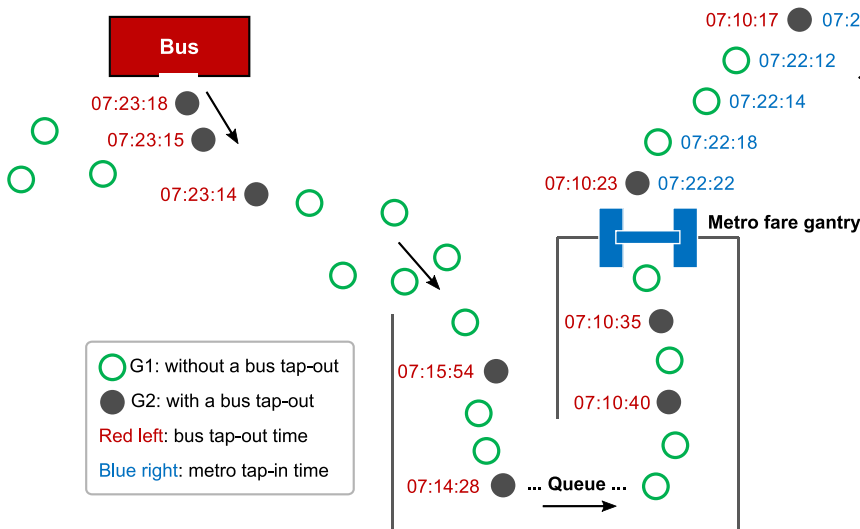 07:10:17
07:2
Bus
07:22:12
07:23:18
07:22:14
07:23:15
07:22:18
07:23:14
07:10:23
07:22:22
Metro fare gantry
07:10:35
G1: without a bus tap-out
07:15:54
G2: with a bus tap-out
07:10:40
Red left: bus tap-out time
Blue right: metro tap-in time
07:14:28
... Queue ...